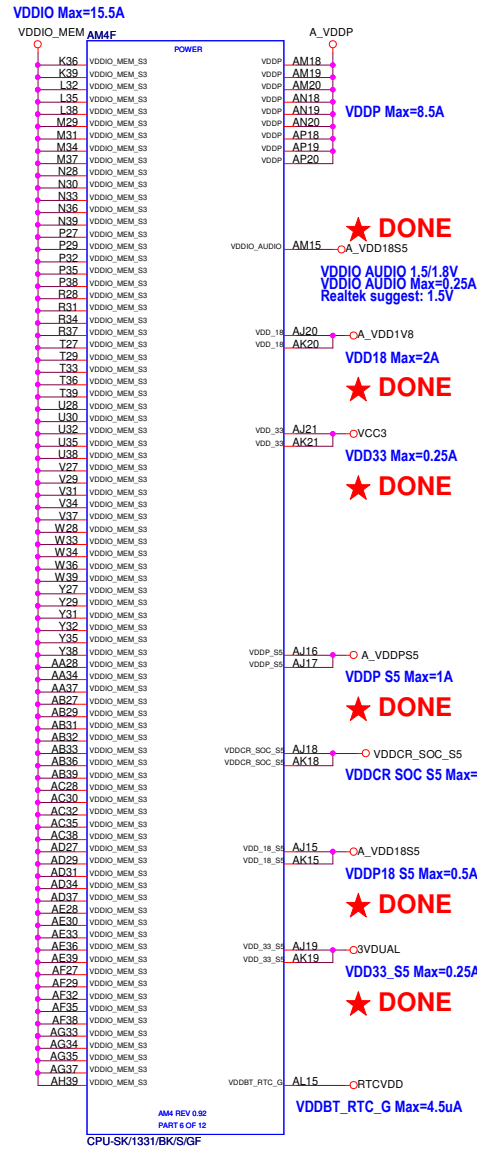 VDDIO Max=15.5A
VDDIO_MEM AM4F A_VDDP
POWER
K36 VDDIO_MEM_S3 VDDP AM18
K39 VDDIO_MEM_S3 VDDP AM19
L32 VDDIO_MEM_S3 VDDP AM20
L35 VDDIO_MEM_S3 VDDP AN18
L38 VDDIO_MEM_S3 VDDP AN19 VDDP Max=8.5A
M29 VDDIO_MEM_S3 VDDP AN20
M31 VDDIO_MEM_S3 VDDP AP18
M34 VDDIO_MEM_S3 VDDP AP19
M37 VDDIO_MEM_S3 VDDP AP20
N28 VDDIO_MEM_S3
N30 VDDIO_MEM_S3
N33 VDDIO_MEM_S3
N36 VDDIO_MEM_S3
N39 VDDIO_MEM_S3
P27 VDDIO_MEM_S3 DONE
P29 VDDIO_MEM_S3 VDDIO_AUDIO AM15 A_VDD18S5
P32 VDDIO_MEM_S3
P35 VDDIO_MEM_S3 VDDIO AUDIO 1.5/1.8V
P38 VDDIO_MEM_S3 VDDIO AUDIO Max=0.25A
R28 VDDIO_MEM_S3 Realtek suggest: 1.5V
R31 VDDIO_MEM_S3
R34 VDDIO_MEM_S3
R37 VDDIO_MEM_S3 VDD_18 AJ20 A_VDD1V8
T27 VDDIO_MEM_S3 VDD_18 AK20
T29 VDDIO_MEM_S3 VDD18 Max=2A
T33 VDDIO_MEM_S3
T36 VDDIO_MEM_S3 DONE
T39 VDDIO_MEM_S3
U28 VDDIO_MEM_S3
U30 VDDIO_MEM_S3
U32 VDDIO_MEM_S3 VDD_33 AJ21 VCC3
U35 VDDIO_MEM_S3 VDD_33 AK21
U38 VDDIO_MEM_S3 VDD33 Max=0.25A
V27 VDDIO_MEM_S3
V29 VDDIO_MEM_S3 DONE
V31 VDDIO_MEM_S3
V34 VDDIO_MEM_S3
V37 VDDIO_MEM_S3
W28 VDDIO_MEM_S3
W33 VDDIO_MEM_S3
W34 VDDIO_MEM_S3
W36 VDDIO_MEM_S3
W39 VDDIO_MEM_S3
Y27 VDDIO_MEM_S3
Y29 VDDIO_MEM_S3
Y31 VDDIO_MEM_S3
Y32 VDDIO_MEM_S3
Y35 VDDIO_MEM_S3
Y38 VDDIO_MEM_S3 VDDP_S5 AJ16 A_VDDPS5
AA28 VDDIO_MEM_S3 VDDP_S5 AJ17
AA34 VDDIO_MEM_S3 VDDP S5 Max=1A
AA37 VDDIO_MEM_S3
AB27 VDDIO_MEM_S3
AB29 VDDIO_MEM_S3 DONE
AB31 VDDIO_MEM_S3
AB32 VDDIO_MEM_S3
AB33 VDDIO_MEM_S3 VDDCR_SOC_S5 AJ18 VDDCR_SOC_S5
AB36 VDDIO_MEM_S3 VDDCR_SOC_S5 AK18
AB39 VDDIO_MEM_S3 VDDCR SOC S5 Max=
AC28 VDDIO_MEM_S3
AC30 VDDIO_MEM_S3
AC32 VDDIO_MEM_S3
AC35 VDDIO_MEM_S3
AC38 VDDIO_MEM_S3
AD27 VDDIO_MEM_S3 VDD_18_S5 AJ15 A_VDD18S5
AD29 VDDIO_MEM_S3 VDD_18_S5 AK15
AD31 VDDIO_MEM_S3 VDDP18 S5 Max=0.5A
AD34 VDDIO_MEM_S3
AD37 VDDIO_MEM_S3
AE28 VDDIO_MEM_S3 DONE
AE30 VDDIO_MEM_S3
AE33 VDDIO_MEM_S3
AE36 VDDIO_MEM_S3 VDD_33_S5 AJ19 3VDUAL
AE39 VDDIO_MEM_S3 VDD_33_S5 AK19
AF27 VDDIO_MEM_S3 VDD33_S5 Max=0.25A
AF29 VDDIO_MEM_S3
AF32 VDDIO_MEM_S3 DONE
AF35 VDDIO_MEM_S3
AF38 VDDIO_MEM_S3
AG33 VDDIO_MEM_S3
AG34 VDDIO_MEM_S3
AG35 VDDIO_MEM_S3
AG37 VDDIO_MEM_S3
AH39 VDDIO_MEM_S3 VDDBT_RTC_G AL15 RTCVDD
VDDBT_RTC_G Max=4.5uA
AM4 REV 0.92
PART 6 OF 12
CPU-SK/1331/BK/S/GF